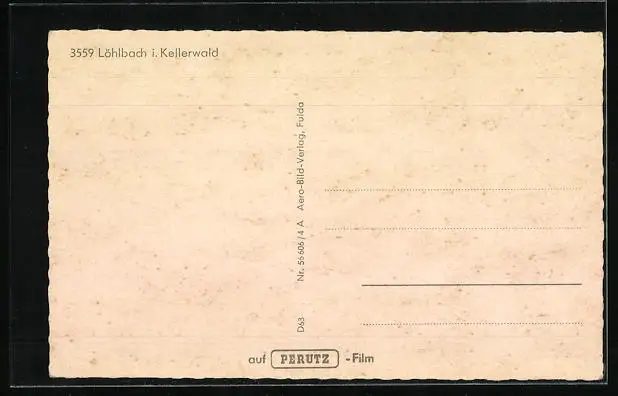 3559 Löhlbach i. Kellerwald
D63 Nr. 56 606/4 A Aero-Bild-Verlag, Fulda
auf PERUTZ -Film